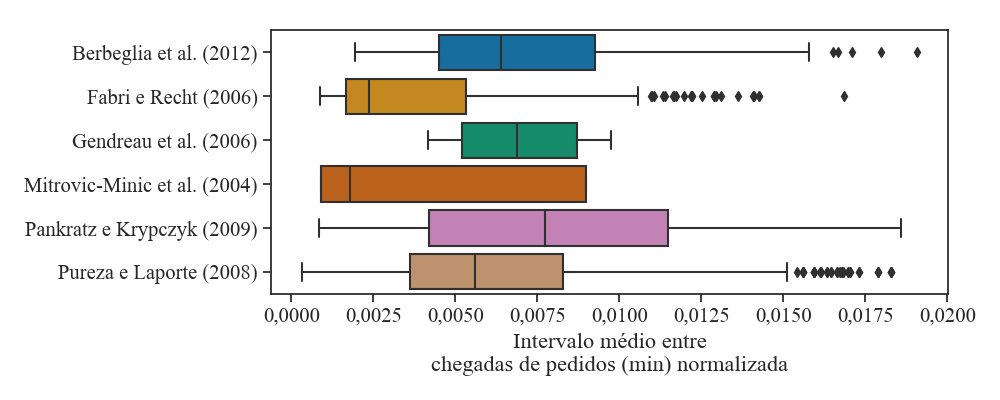 Berbeglia et al. (2012)
Fabri e Recht (2006)
Gendreau et al. (2006)
Mitrovic-Minic et al. (2004)
Pankratz e Krypczyk (2009)
Pureza e Laporte (2008)
0,0000 0,0025 0,0050 0,0075 0,0100 0,0125 0,0150 0,0175 0,0200
Intervalo médio entre
chegadas de pedidos (min) normalizada